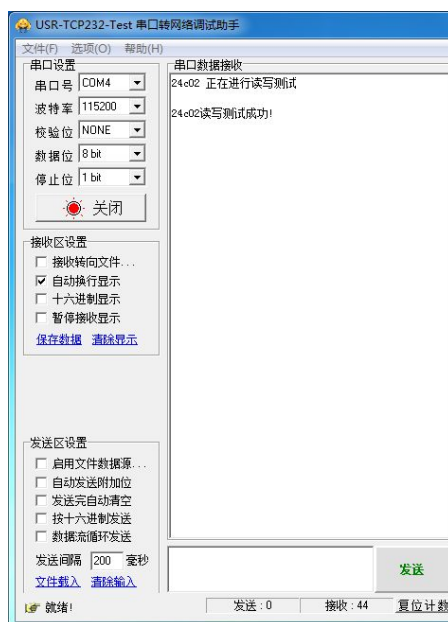 USR-TCP232-Test 串口转网络调试助手
文件(F) 选项(O) 帮助(H)
串口设置
串口号 COM4
波特率 115200
校验位 NONE
数据位 8 bit
停止位 1 bit
关闭
接收区设置
接收转向文件...
自动换行显示
十六进制显示
暂停接收显示
保存数据 清除显示
发送区设置
启用文件数据源...
自动发送附加位
发送完自动清空
按十六进制发送
数据流循环发送
发送间隔 200 毫秒
文件载入 清除输入
串口数据接收
24c02 正在进行读写测试
24c02读写测试成功!
发送
就绪!
发送 : 0
接收 : 44
复位计数